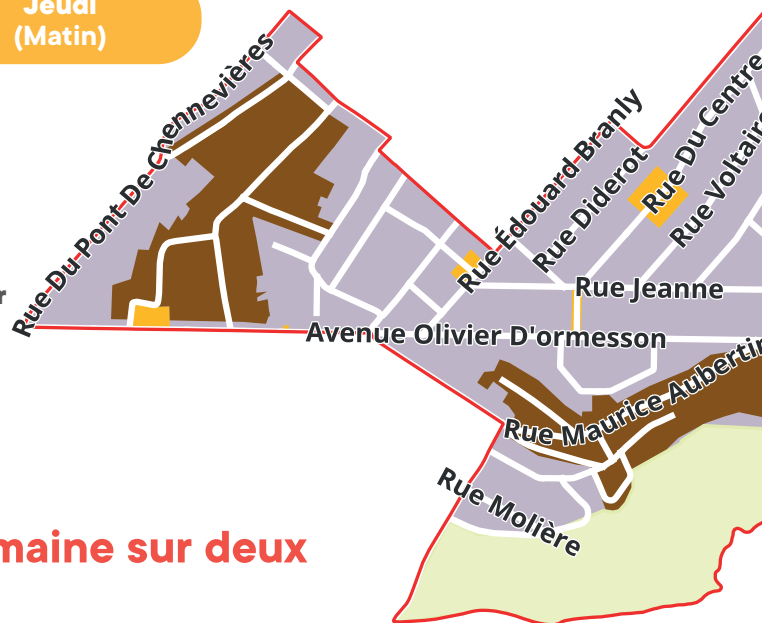 Jeudi
(Matin)
Rue Du Pont De Chennevières
Rue Édouard Branly
Rue Diderot
Rue Du Centre
Rue Voltaire
r
Rue Jeanne
Avenue Olivier D'ormesson
Rue Maurice Aubertin
Rue Molière
maine sur deux